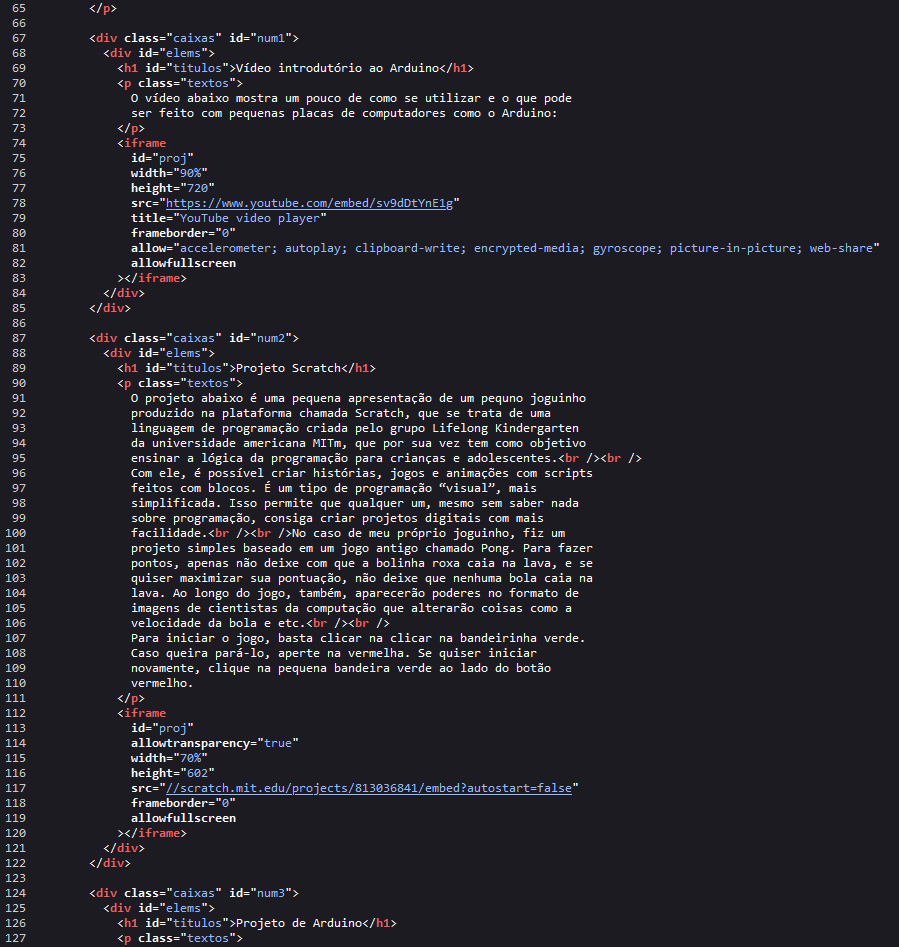 65 </p>
66
67 <div class="caixas" id="num1">
68 <div id="elems">
69 <h1 id="titulos">Vídeo introdutório ao Arduino</h1>
70 <p class="textos">
71 O vídeo abaixo mostra um pouco de como se utilizar e o que pode
72 ser feito com pequenas placas de computadores como o Arduino:
73 </p>
74 <iframe
75 id="proj"
76 width="90%"
77 height="720"
78 src="https://www.youtube.com/embed/sv9dDtYnE1g"
79 title="YouTube video player"
80 frameborder="0"
81 allow="accelerometer; autoplay; clipboard-write; encrypted-media; gyroscope; picture-in-picture; web-share"
82 allowfullscreen
83 ></iframe>
84 </div>
85 </div>
86
87 <div class="caixas" id="num2">
88 <div id="elems">
89 <h1 id="titulos">Projeto Scratch</h1>
90 <p class="textos">
91 O projeto abaixo é uma pequena apresentação de um pequno joguinho
92 produzido na plataforma chamada Scratch, que se trata de uma
93 linguagem de programação criada pelo grupo Lifelong Kindergarten
94 da universidade americana MITm, que por sua vez tem como objetivo
95 ensinar a lógica da programação para crianças e adolescentes.<br /><br />
96 Com ele, é possível criar histórias, jogos e animações com scripts
97 feitos com blocos. É um tipo de programação “visual”, mais
98 simplificada. Isso permite que qualquer um, mesmo sem saber nada
99 sobre programação, consiga criar projetos digitais com mais
100 facilidade.<br /><br />No caso de meu próprio joguinho, fiz um
101 projeto simples baseado em um jogo antigo chamado Pong. Para fazer
102 pontos, apenas não deixe com que a bolinha roxa caia na lava, e se
103 quiser maximizar sua pontuação, não deixe que nenhuma bola caia na
104 lava. Ao longo do jogo, também, aparecerão poderes no formato de
105 imagens de cientistas da computação que alterarão coisas como a
106 velocidade da bola e etc.<br /><br />
107 Para iniciar o jogo, basta clicar na clicar na bandeirinha verde.
108 Caso queira pará-lo, aperte na vermelha. Se quiser iniciar
109 novamente, clique na pequena bandeira verde ao lado do botão
110 vermelho.
111 </p>
112 <iframe
113 id="proj"
114 allowtransparency="true"
115 width="70%"
116 height="602"
117 src="//scratch.mit.edu/projects/813036841/embed?autostart=false"
118 frameborder="0"
119 allowfullscreen
120 ></iframe>
121 </div>
122 </div>
123
124 <div class="caixas" id="num3">
125 <div id="elems">
126 <h1 id="titulos">Projeto de Arduino</h1>
127 <p class="textos">